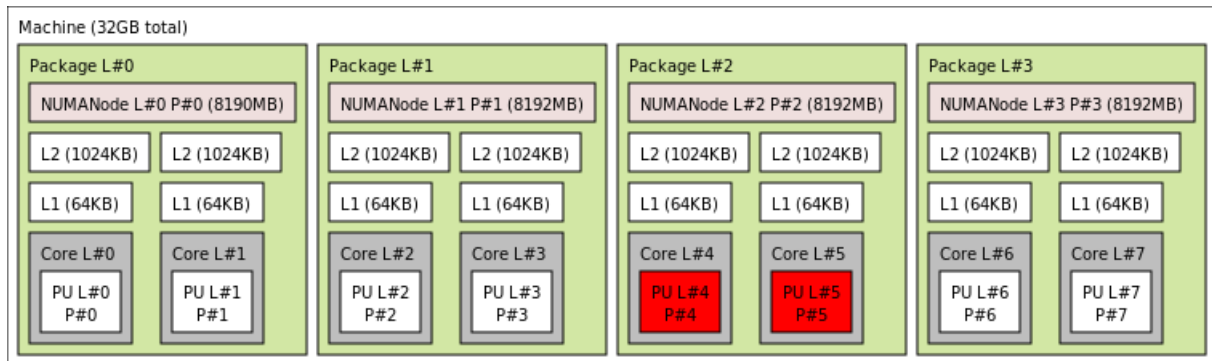 Machine (32GB total)
Package L#0
NUMANode L#0 P#0 (8190MB)
L2 (1024KB)
L2 (1024KB)
L1 (64KB)
L1 (64KB)
Core L#0
PU L#0
P#0
Core L#1
PU L#1
P#1
Package L#1
NUMANode L#1 P#1 (8192MB)
L2 (1024KB)
L2 (1024KB)
L1 (64KB)
L1 (64KB)
Core L#2
PU L#2
P#2
Core L#3
PU L#3
P#3
Package L#2
NUMANode L#2 P#2 (8192MB)
L2 (1024KB)
L2 (1024KB)
L1 (64KB)
L1 (64KB)
Core L#4
PU L#4
P#4
Core L#5
PU L#5
P#5
Package L#3
NUMANode L#3 P#3 (8192MB)
L2 (1024KB)
L2 (1024KB)
L1 (64KB)
L1 (64KB)
Core L#6
PU L#6
P#6
Core L#7
PU L#7
P#7